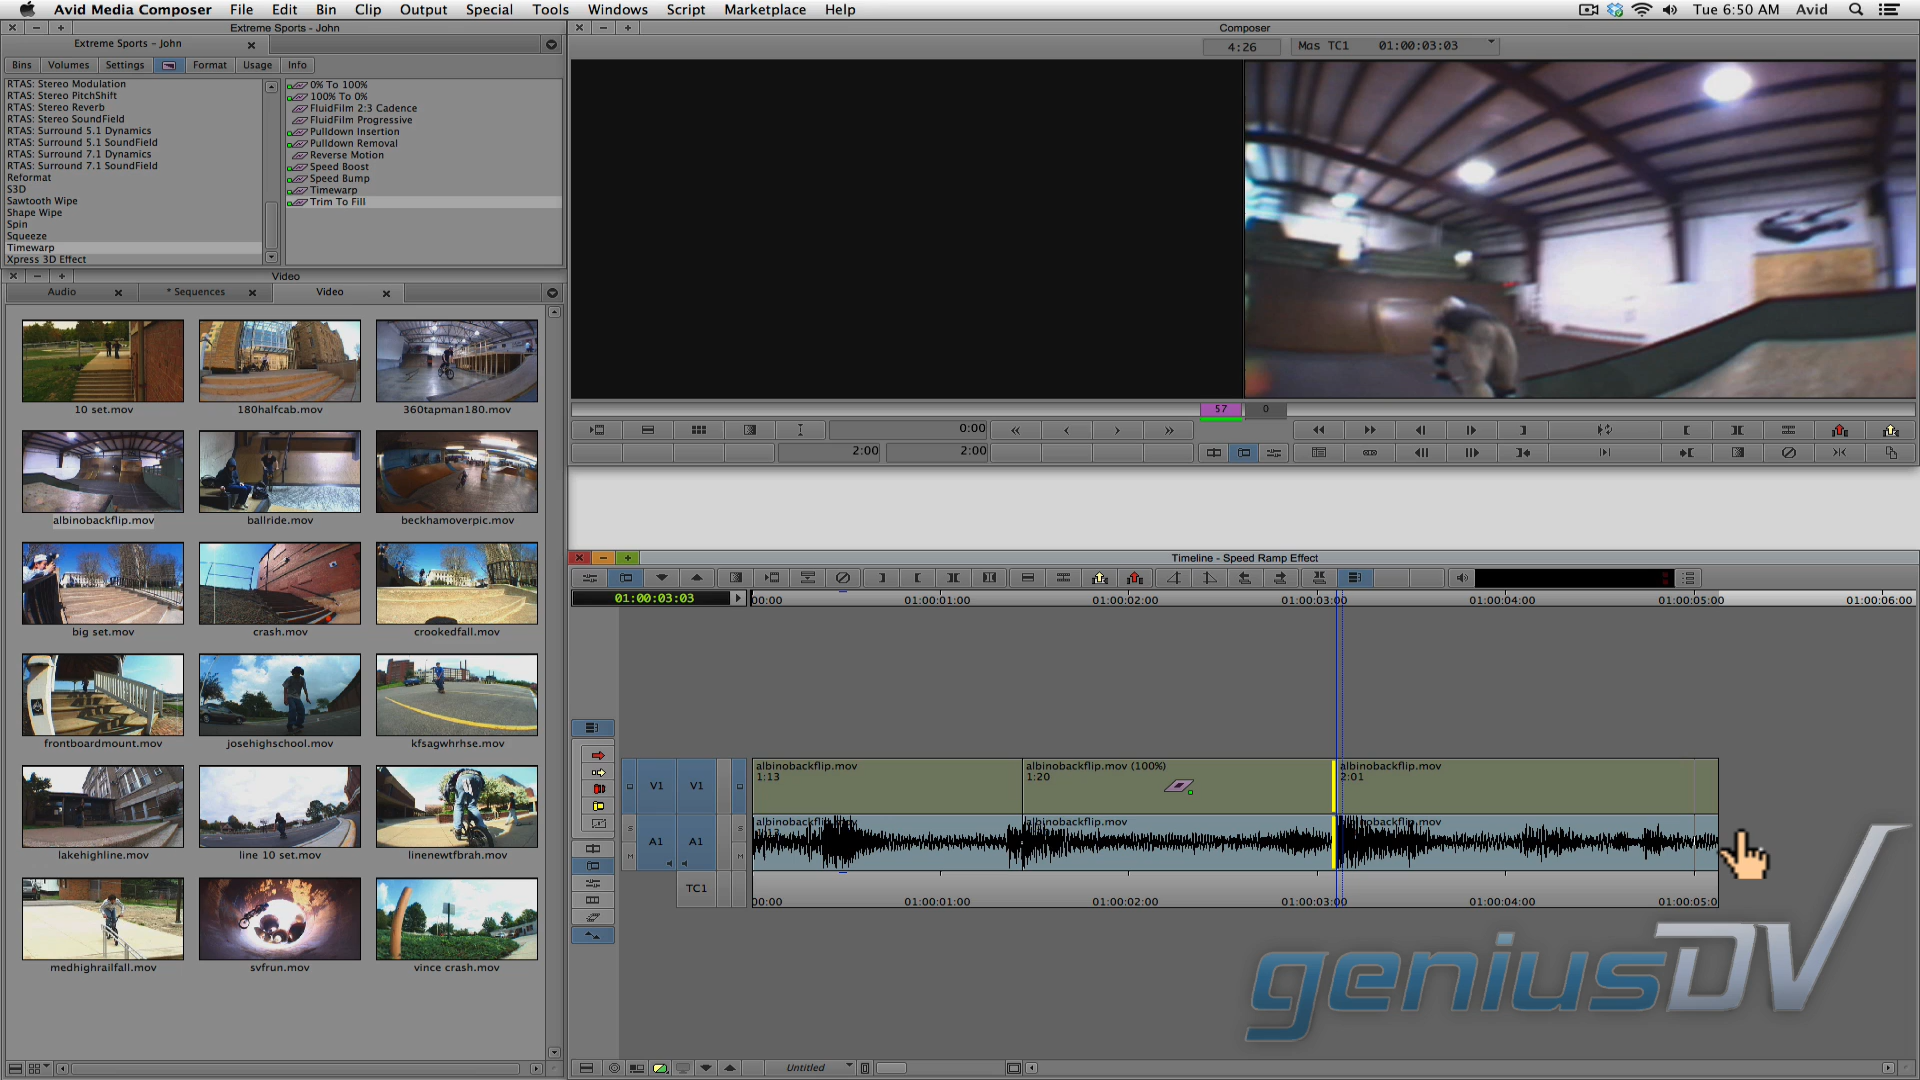 Avid Media Composer File Edit Bin Clip Output Special Tools Windows Script Marketplace Help Tue 6:50 AM Avid
Extreme Sports - John
Extreme Sports - John
Bins Volumes Settings Format Usage Info
RTAS: Stereo Modulation
RTAS: Stereo PitchShift
RTAS: Stereo Reverb
RTAS: Stereo SoundField
RTAS: Surround 5.1 Dynamics
RTAS: Surround 5.1 SoundField
RTAS: Surround 7.1 Dynamics
RTAS: Surround 7.1 SoundField
Reformat
S3D
Sawtooth Wipe
Shape Wipe
Spin
Squeeze
Timewarp
Xpress 3D Effect
0% To 100%
100% To 0%
FluidFilm 2:3 Cadence
FluidFilm Progressive
Pulldown Insertion
Pulldown Removal
Reverse Motion
Speed Boost
Speed Bump
Timewarp
Trim To Fill
Video
Audio * Sequences Video
10 set.mov 180halfcab.mov 360tapman180.mov
albinobackflip.mov ballride.mov beckhamoverpic.mov
big set.mov crash.mov crookedfall.mov
frontboardmount.mov josehighschool.mov kfsagwhrhse.mov
lakehighline.mov line 10 set.mov linenewtfbrah.mov
medhighrailfall.mov svfrun.mov vince crash.mov
Composer
4:26 Mas TC1 01:00:03:03
57 0
0:00
2:00 2:00
Timeline - Speed Ramp Effect
01:00:03:03 00:00 01:00:01:00 01:00:02:00 01:00:03:00 01:00:04:00 01:00:05:00 01:00:06:00
albinobackflip.mov albinobackflip.mov (100%) albinobackflip.mov
1:13 1:20 2:01
V1 V1
albinobackflip.mov albinobackflip.mov
A1 A1
S S
M M
TC1
00:00 01:00:01:00 01:00:02:00 01:00:03:00 01:00:04:00 01:00:05:0
geniusDV
Untitled